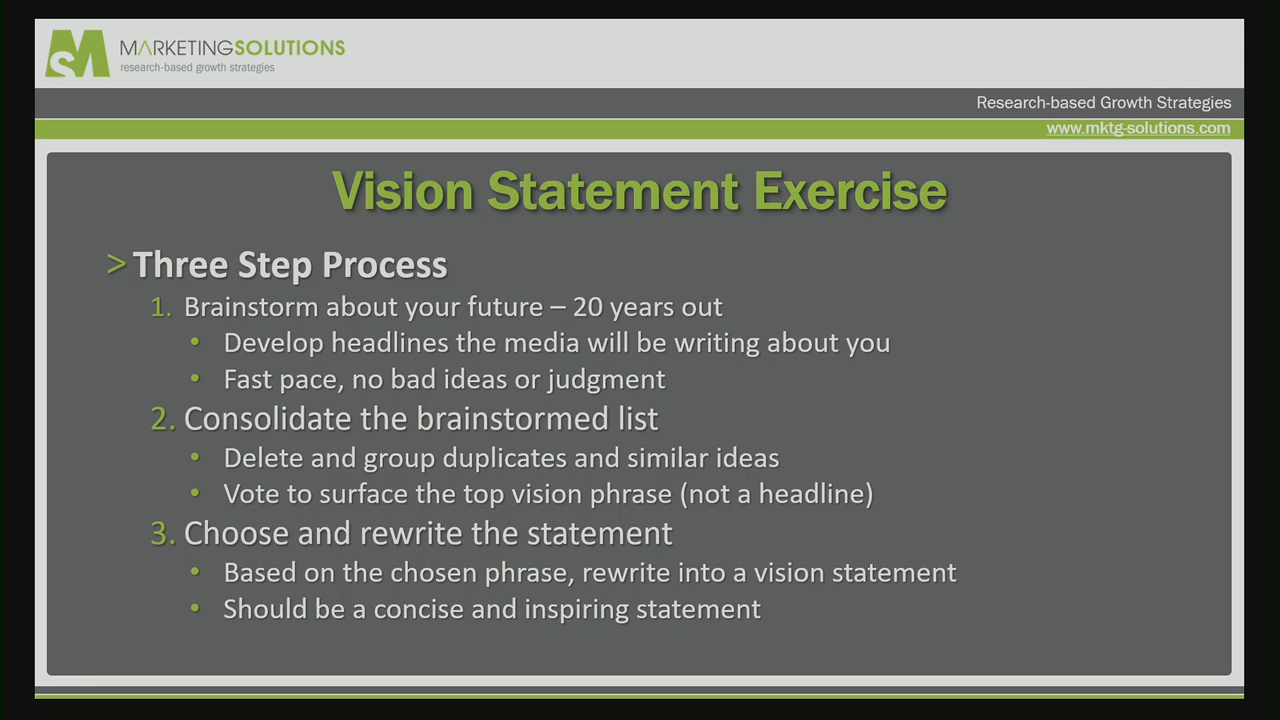 MARKETINGSOLUTIONS
research-based growth strategies
Research-based Growth Strategies
www.mktg-solutions.com
Vision Statement Exercise
> Three Step Process
1. Brainstorm about your future – 20 years out
• Develop headlines the media will be writing about you
• Fast pace, no bad ideas or judgment
2. Consolidate the brainstormed list
• Delete and group duplicates and similar ideas
• Vote to surface the top vision phrase (not a headline)
3. Choose and rewrite the statement
• Based on the chosen phrase, rewrite into a vision statement
• Should be a concise and inspiring statement